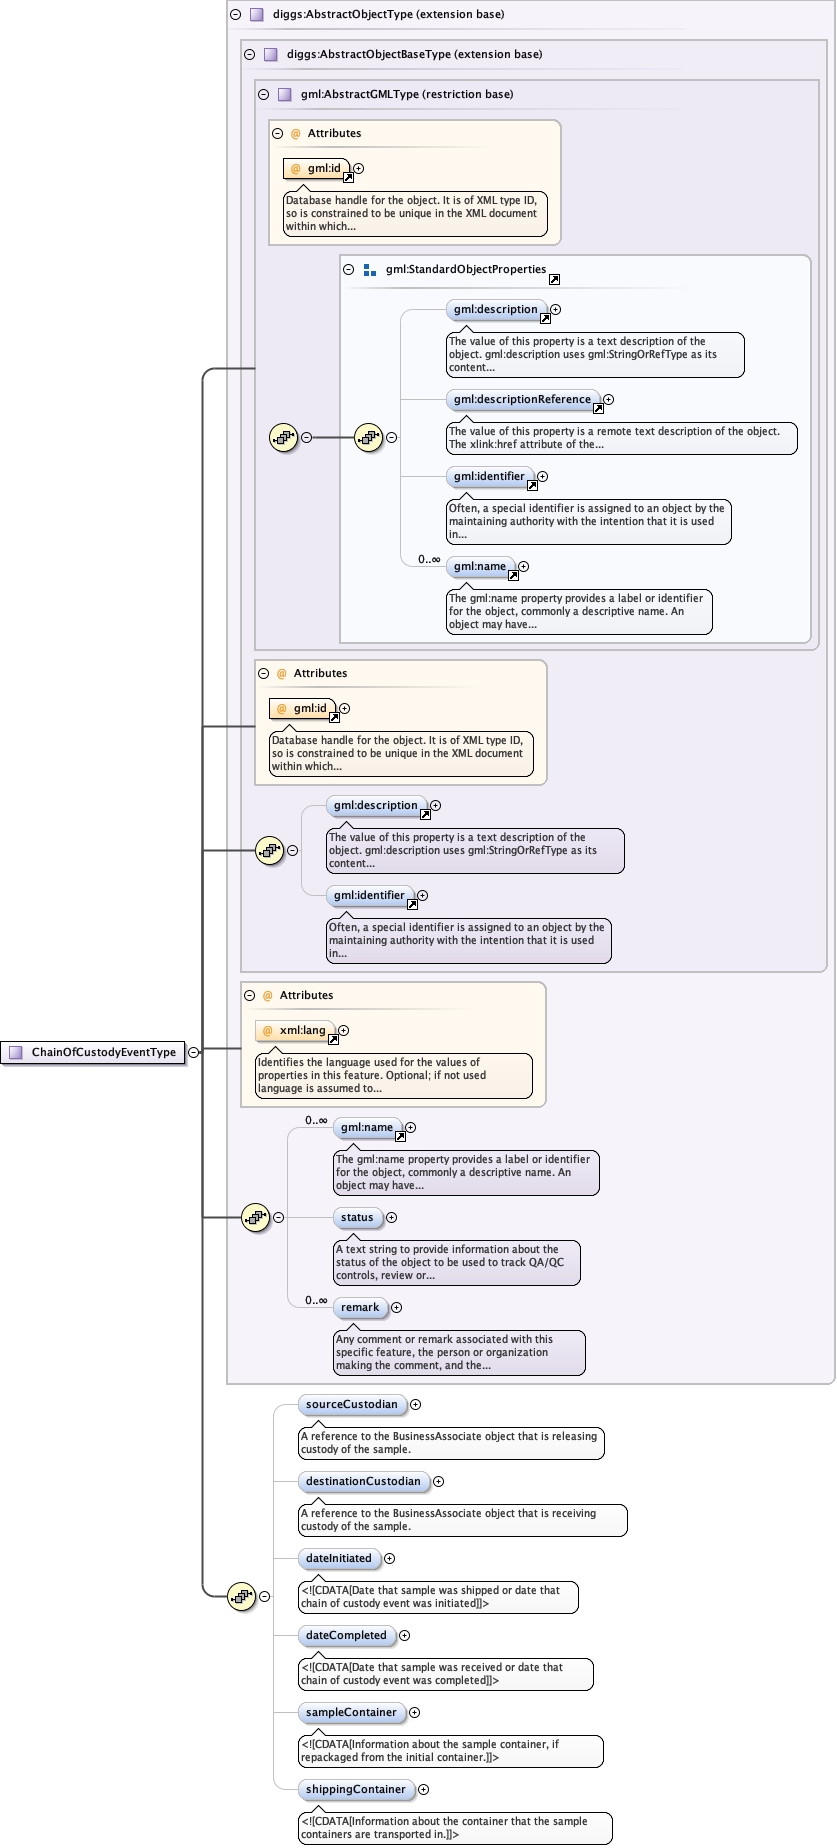 diggs:AbstractObjectType (extension base)
diggs:AbstractObjectBaseType (extension base)
gml:AbstractGMLType (restriction base)
@ Attributes
@ gml:id
Database handle for the object. It is of XML type ID,
so is constrained to be unique in the XML document
within which...
gml:StandardObjectProperties
gml:description
The value of this property is a text description of the
object. gml:description uses gml:StringOrRefType as its
content...
gml:descriptionReference
The value of this property is a remote text description of the object.
The xlink:href attribute of the...
gml:identifier
Often, a special identifier is assigned to an object by the
maintaining authority with the intention that it is used
in...
0..∞
gml:name
The gml:name property provides a label or identifier
for the object, commonly a descriptive name. An
object may have...
@ Attributes
@ gml:id
Database handle for the object. It is of XML type ID,
so is constrained to be unique in the XML document
within which...
gml:description
The value of this property is a text description of the
object. gml:description uses gml:StringOrRefType as its
content...
gml:identifier
Often, a special identifier is assigned to an object by the
maintaining authority with the intention that it is used
in...
@ Attributes
@ xml:lang
Identifies the language used for the values of
properties in this feature. Optional; if not used
language is assumed to...
ChainOfCustodyEventType
0..∞
gml:name
The gml:name property provides a label or identifier
for the object, commonly a descriptive name. An
object may have...
status
A text string to provide information about the
status of the object to be used to track QA/QC
controls, review or...
0..∞
remark
Any comment or remark associated with this
specific feature, the person or organization
making the comment, and the...
sourceCustodian
A reference to the BusinessAssociate object that is releasing
custody of the sample.
destinationCustodian
A reference to the BusinessAssociate object that is receiving
custody of the sample.
dateInitiated
<![CDATA[Date that sample was shipped or date that
chain of custody event was initiated]]>
dateCompleted
<![CDATA[Date that sample was received or date that
chain of custody event was completed]]>
sampleContainer
<![CDATA[Information about the sample container, if
repackaged from the initial container.]]>
shippingContainer
<![CDATA[Information about the container that the sample
containers are transported in.]]>